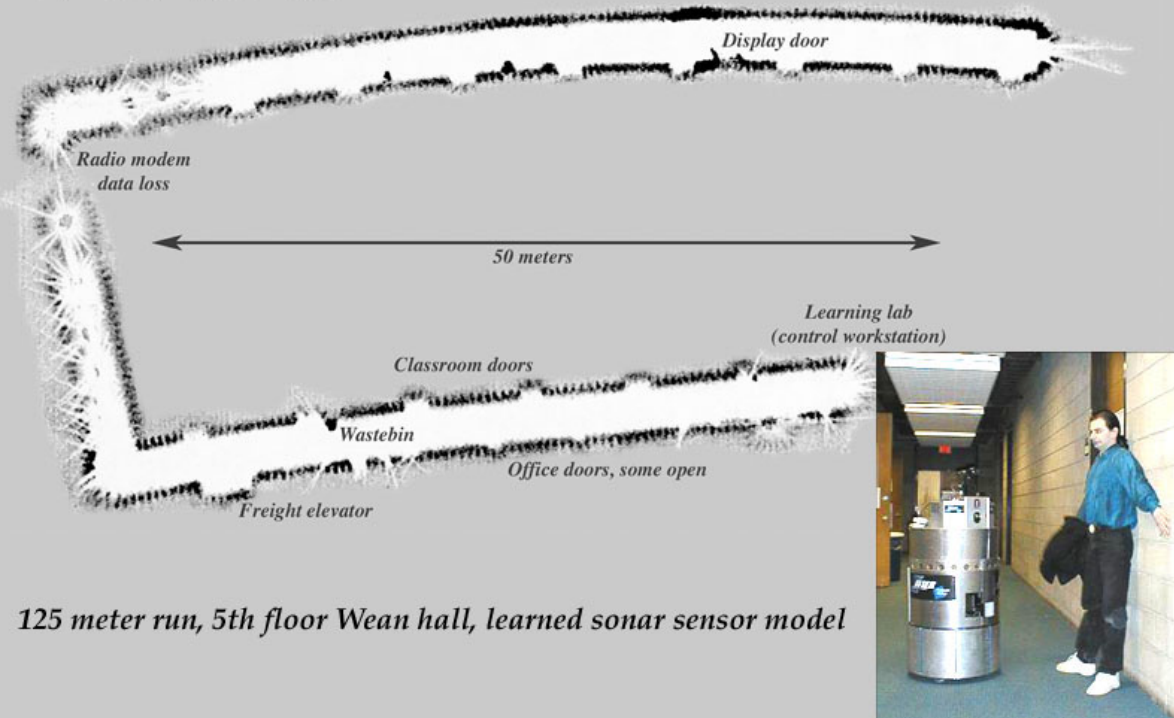 Display door
Radio modem
data loss
50 meters
Learning lab
(control workstation)
Classroom doors
Wastebin
Office doors, some open
Freight elevator
125 meter run, 5th floor Wean hall, learned sonar sensor model